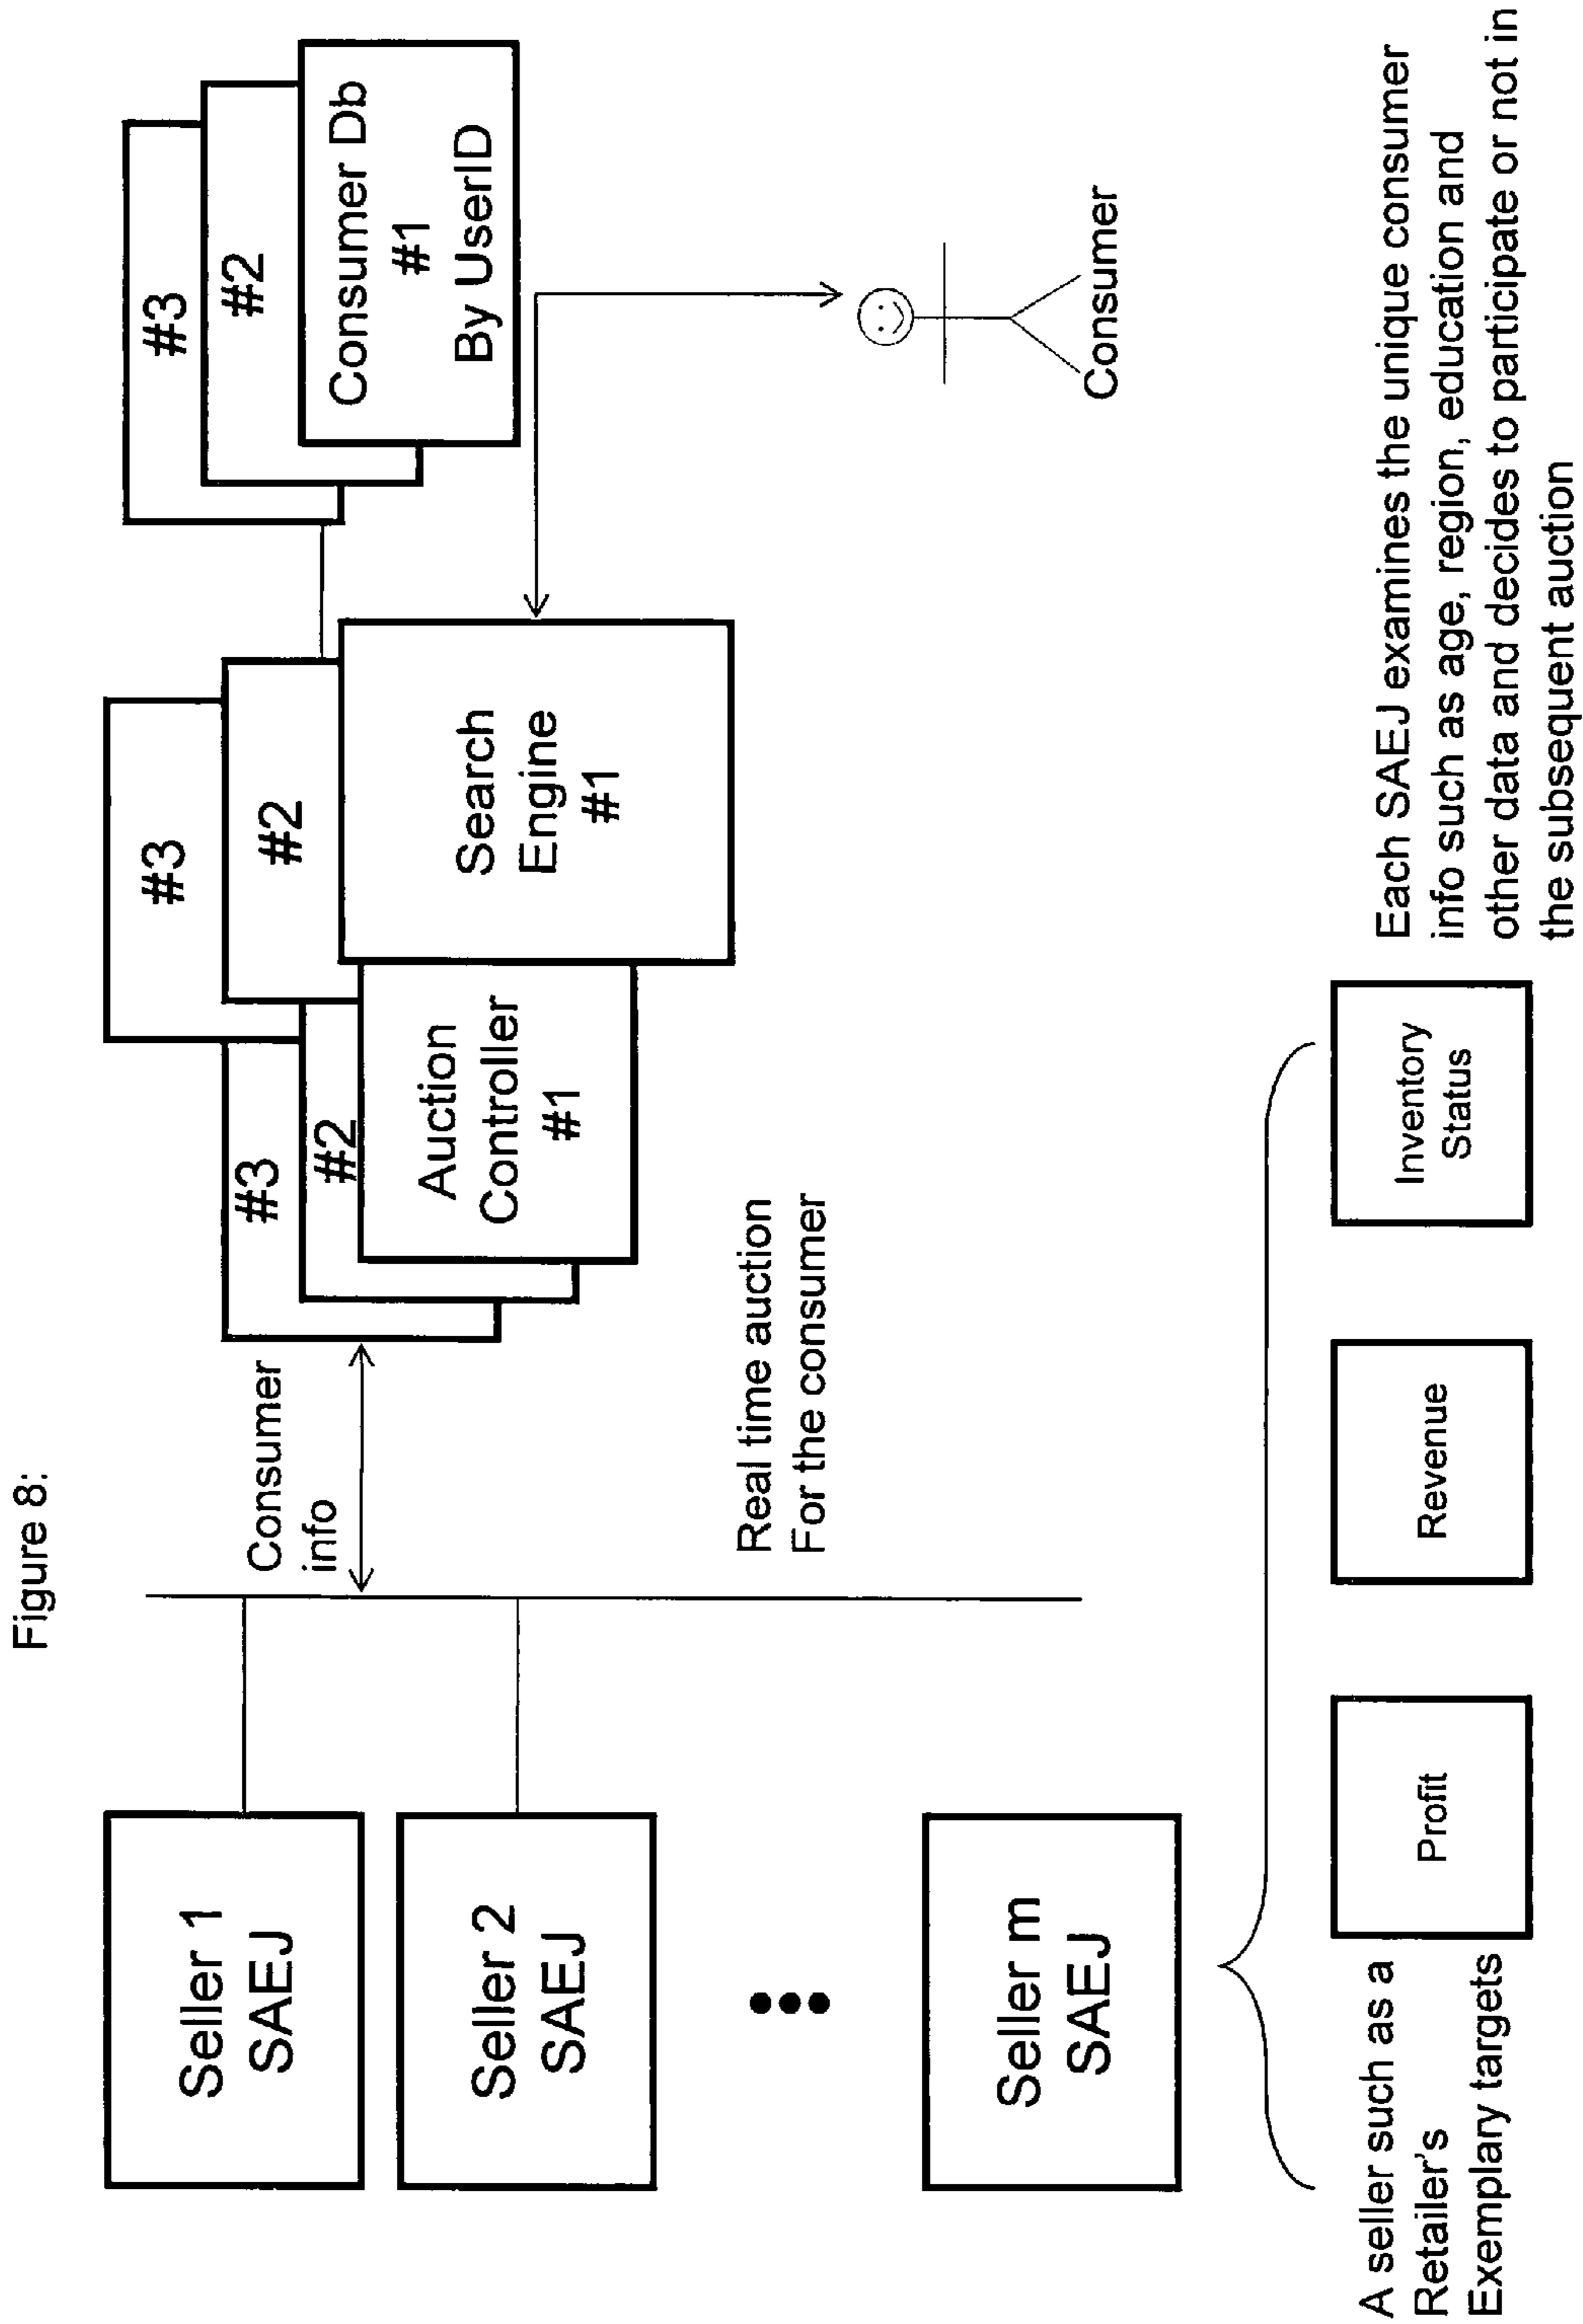 Figure 8:
Seller 1
SAEJ
Seller 2
SAEJ
Seller m
SAEJ
Consumer
info
#3
#2
Auction
Controller
#1
#3
#2
Search
Engine
#1
#3
#2
Consumer Db
#1
By UserID
Real time auction
For the consumer
Consumer
A seller such as a
Retailer's
Exemplary targets
Profit
Revenue
Inventory
Status
Each SAEJ examines the unique consumer
info such as age, region, education and
other data and decides to participate or not in
the subsequent auction